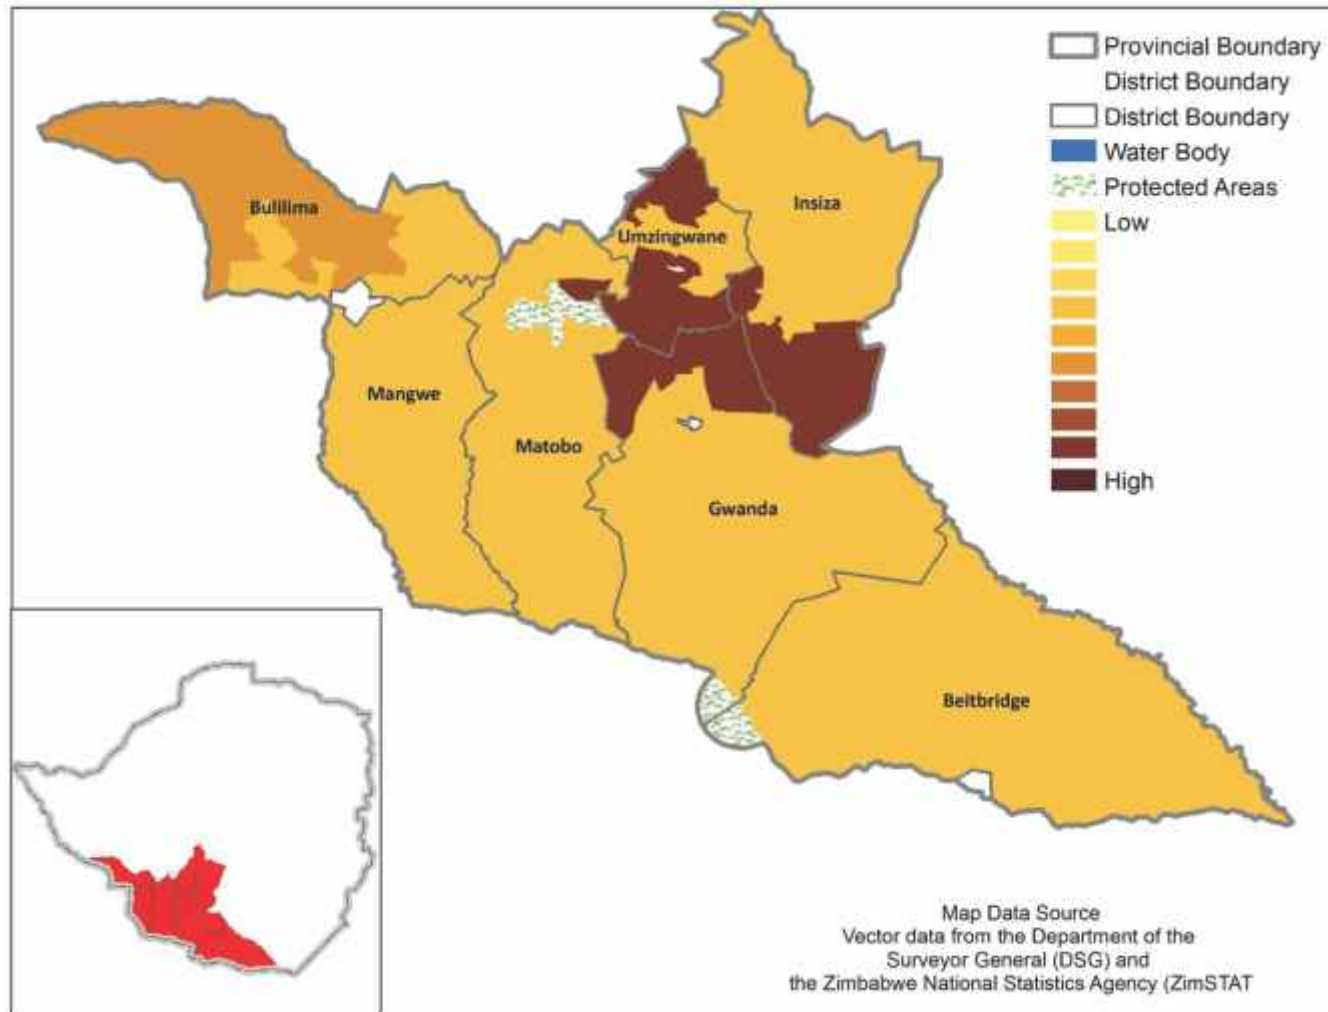 Provincial Boundary
District Boundary
District Boundary
Water Body
Protected Areas
Low
High
Bulilima
Insiza
Umzingwane
Mangwe
Matobo
Gwanda
Beitbridge
Map Data Source
Vector data from the Department of the
Surveyor General (DSG) and
the Zimbabwe National Statistics Agency (ZimSTAT